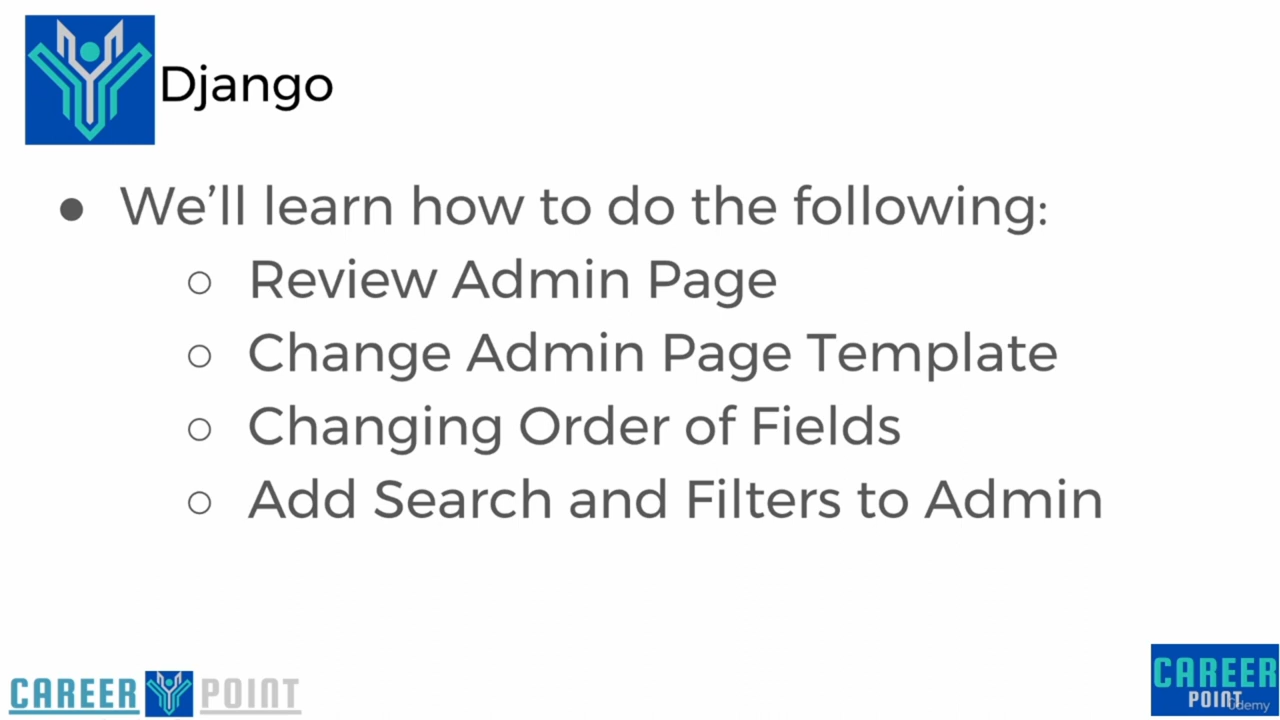 Django
● We’ll learn how to do the following:
○ Review Admin Page
○ Change Admin Page Template
○ Changing Order of Fields
○ Add Search and Filters to Admin
CAREER POINT
CAREER
POINT
ûdemy